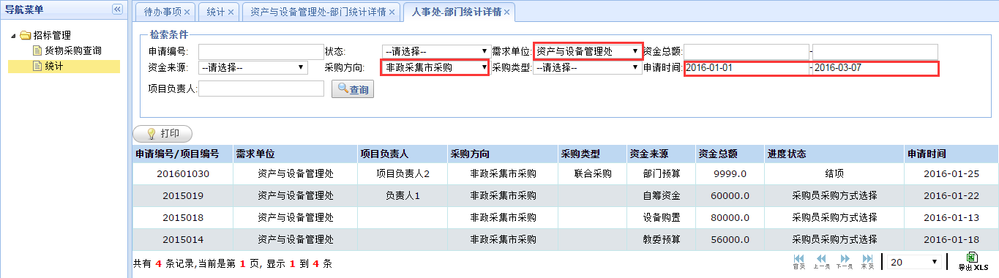 导航菜单
招标管理
货物采购查询
统计
待办事项 统计 资产与设备管理处-部门统计详情 人事处-部门统计详情
检索条件
申请编号: 状态: --请选择-- 需求单位: 资产与设备管理处 资金总额: -
资金来源: --请选择-- 采购方向: 非政采集市采购 采购类型: --请选择-- 申请时间: 2016-01-01 - 2016-03-07
项目负责人: 查询
打印
申请编号/项目编号 需求单位 项目负责人 采购方向 采购类型 资金来源 资金总额 进度状态 申请时间
201601030 资产与设备管理处 项目负责人2 非政采集市采购 联合采购 部门预算 9999.0 结项 2016-01-25
2015019 资产与设备管理处 负责人1 非政采集市采购 自筹资金 60000.0 采购员采购方式选择 2016-01-22
2015018 资产与设备管理处 非政采集市采购 设备购置 80000.0 采购员采购方式选择 2016-01-13
2015014 资产与设备管理处 非政采集市采购 教委预算 56000.0 采购员采购方式选择 2016-01-18
共有 4 条记录,当前是第 1 页, 显示 1 到 4 条 首页 上一页 下一页 末页 20 导出 XLS